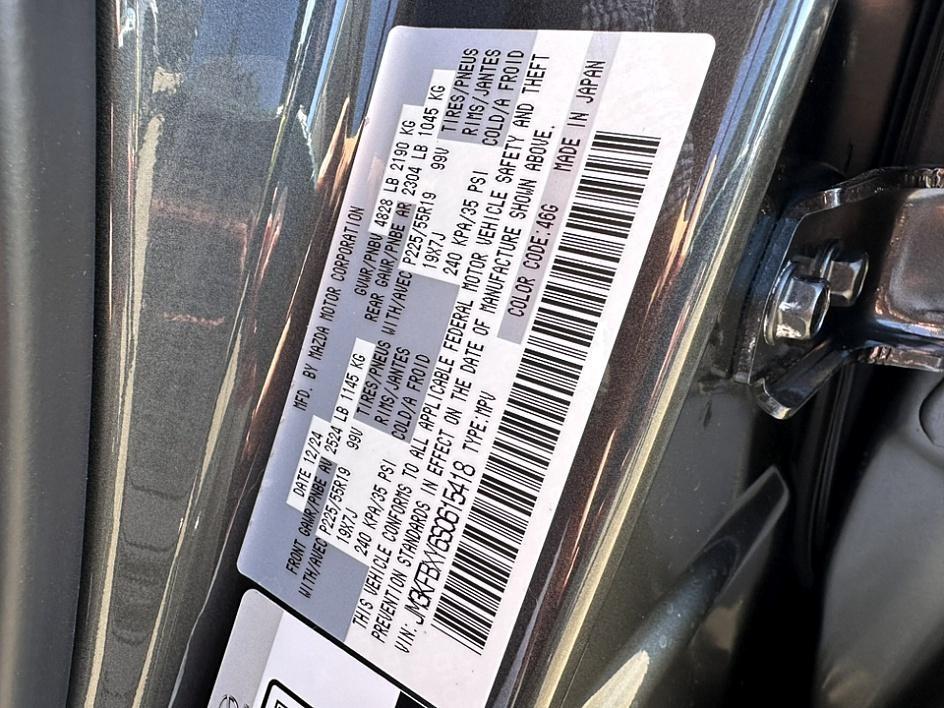 MFD. BY MAZDA MOTOR CORPORATION
DATE 12/24 GVWR/PNBV 4828 LB 2190 KG
FRONT GAWR/PNBE AV 2524 LB 1145 KG REAR GAWR/PNBE AR 2304 LB 1045 KG
WITH/AVEC P225/55R19 99V TIRES/PNEUS WITH/AVEC P225/55R19 99V TIRES/PNEUS
19X7J RIMS/JANTES 19X7J RIMS/JANTES
240 KPA/35 PSI COLD/A FROID 240 KPA/35 PSI COLD/A FROID
THIS VEHICLE CONFORMS TO ALL APPLICABLE FEDERAL MOTOR VEHICLE SAFETY AND THEFT
PREVENTION STANDARDS IN EFFECT ON THE DATE OF MANUFACTURE SHOWN ABOVE.
VIN: JM3KFBXY6S0615418 TYPE:MPV COLOR CODE:46G MADE IN JAPAN